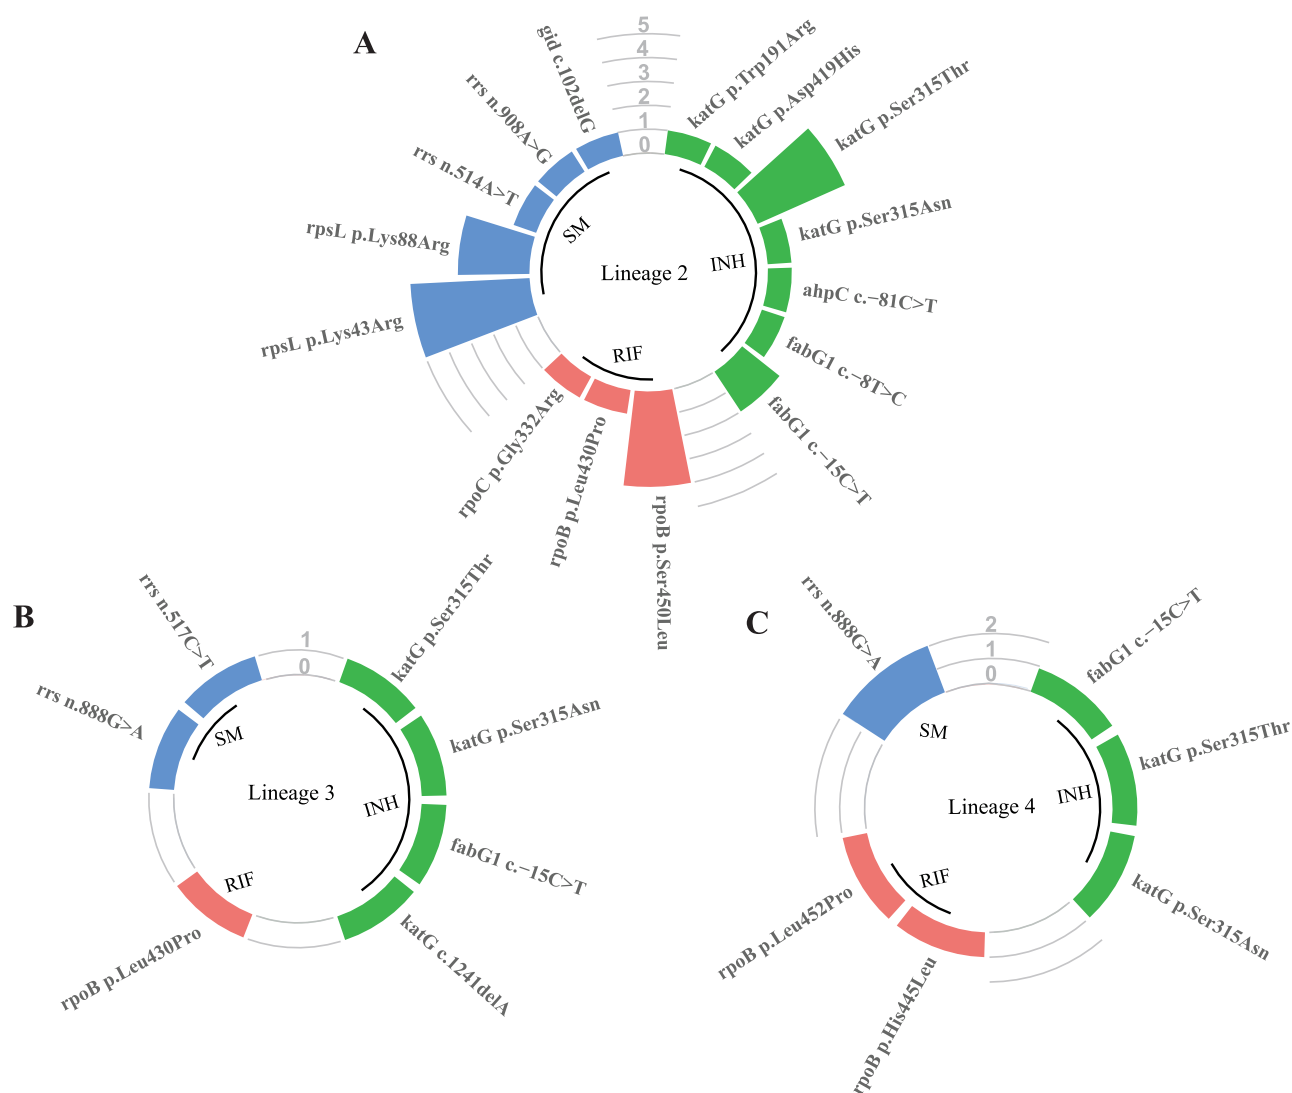 A
5
4
3
2
1
0
gid c.102delG
rrs n.908A>G
rrs n.514A>T
rpsL p.Lys88Arg
rpsL p.Lys43Arg
katG p.Trp191Arg
katG p.Asp419His
katG p.Ser315Thr
katG p.Ser315Asn
ahpC c.−81C>T
fabG1 c.−8T>C
fabG1 c.−15C>T
rpoB p.Ser450Leu
rpoB p.Leu430Pro
rpoC p.Gly332Arg
SM
INH
RIF
Lineage 2
B
1
0
rrs n.517C>T
rrs n.888G>A
katG p.Ser315Thr
katG p.Ser315Asn
fabG1 c.−15C>T
katG c.1241delA
rpoB p.Leu430Pro
SM
INH
RIF
Lineage 3
C
2
1
0
rrs n.888G>A
fabG1 c.−15C>T
katG p.Ser315Thr
katG p.Ser315Asn
rpoB p.His445Leu
rpoB p.Leu452Pro
SM
INH
RIF
Lineage 4